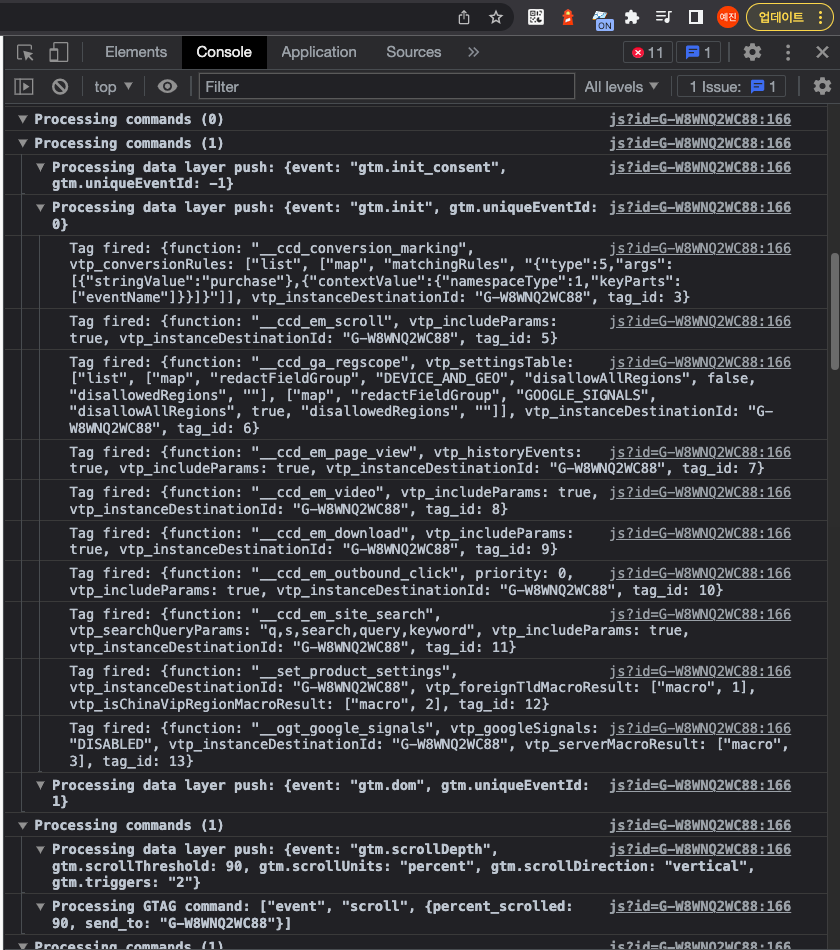 ON
예진
업데이트
Elements
Console
Application
Sources
»
11
1
top
Filter
All levels
1 Issue:
1
Processing commands (0)
js?id=G-W8WNQ2WC88:166
Processing commands (1)
js?id=G-W8WNQ2WC88:166
Processing data layer push: {event: "gtm.init_consent",
js?id=G-W8WNQ2WC88:166
gtm.uniqueEventId: -1}
Processing data layer push: {event: "gtm.init", gtm.uniqueEventId:
js?id=G-W8WNQ2WC88:166
0}
Tag fired: {function: "__ccd_conversion_marking",
js?id=G-W8WNQ2WC88:166
vtp_conversionRules: ["list", ["map", "matchingRules", "{"type":5,"args":
[{"stringValue":"purchase"},{"contextValue":{"namespaceType":1,"keyParts":
["eventName"]}}]}"]], vtp_instanceDestinationId: "G-W8WNQ2WC88", tag_id: 3}
Tag fired: {function: "__ccd_em_scroll", vtp_includeParams:
js?id=G-W8WNQ2WC88:166
true, vtp_instanceDestinationId: "G-W8WNQ2WC88", tag_id: 5}
Tag fired: {function: "__ccd_ga_regscope", vtp_settingsTable:
js?id=G-W8WNQ2WC88:166
["list", ["map", "redactFieldGroup", "DEVICE_AND_GEO", "disallowAllRegions", false,
"disallowedRegions", ""], ["map", "redactFieldGroup", "GOOGLE_SIGNALS",
"disallowAllRegions", true, "disallowedRegions", ""]], vtp_instanceDestinationId: "G-
W8WNQ2WC88", tag_id: 6}
Tag fired: {function: "__ccd_em_page_view", vtp_historyEvents:
js?id=G-W8WNQ2WC88:166
true, vtp_includeParams: true, vtp_instanceDestinationId: "G-W8WNQ2WC88", tag_id: 7}
Tag fired: {function: "__ccd_em_video", vtp_includeParams: true,
js?id=G-W8WNQ2WC88:166
vtp_instanceDestinationId: "G-W8WNQ2WC88", tag_id: 8}
Tag fired: {function: "__ccd_em_download", vtp_includeParams:
js?id=G-W8WNQ2WC88:166
true, vtp_instanceDestinationId: "G-W8WNQ2WC88", tag_id: 9}
Tag fired: {function: "__ccd_em_outbound_click", priority: 0,
js?id=G-W8WNQ2WC88:166
vtp_includeParams: true, vtp_instanceDestinationId: "G-W8WNQ2WC88", tag_id: 10}
Tag fired: {function: "__ccd_em_site_search",
js?id=G-W8WNQ2WC88:166
vtp_searchQueryParams: "q,s,search,query,keyword", vtp_includeParams: true,
vtp_instanceDestinationId: "G-W8WNQ2WC88", tag_id: 11}
Tag fired: {function: "__set_product_settings",
js?id=G-W8WNQ2WC88:166
vtp_instanceDestinationId: "G-W8WNQ2WC88", vtp_foreignTldMacroResult: ["macro", 1],
vtp_isChinaVipRegionMacroResult: ["macro", 2], tag_id: 12}
Tag fired: {function: "__ogt_google_signals", vtp_googleSignals:
js?id=G-W8WNQ2WC88:166
"DISABLED", vtp_instanceDestinationId: "G-W8WNQ2WC88", vtp_serverMacroResult: ["macro",
3], tag_id: 13}
Processing data layer push: {event: "gtm.dom", gtm.uniqueEventId:
js?id=G-W8WNQ2WC88:166
1}
Processing commands (1)
js?id=G-W8WNQ2WC88:166
Processing data layer push: {event: "gtm.scrollDepth",
js?id=G-W8WNQ2WC88:166
gtm.scrollThreshold: 90, gtm.scrollUnits: "percent", gtm.scrollDirection: "vertical",
gtm.triggers: "2"}
Processing GTAG command: ["event", "scroll", {percent_scrolled:
js?id=G-W8WNQ2WC88:166
90, send_to: "G-W8WNQ2WC88"}]
Processing commands (1)
js?id=G-W8WNQ2WC88:166